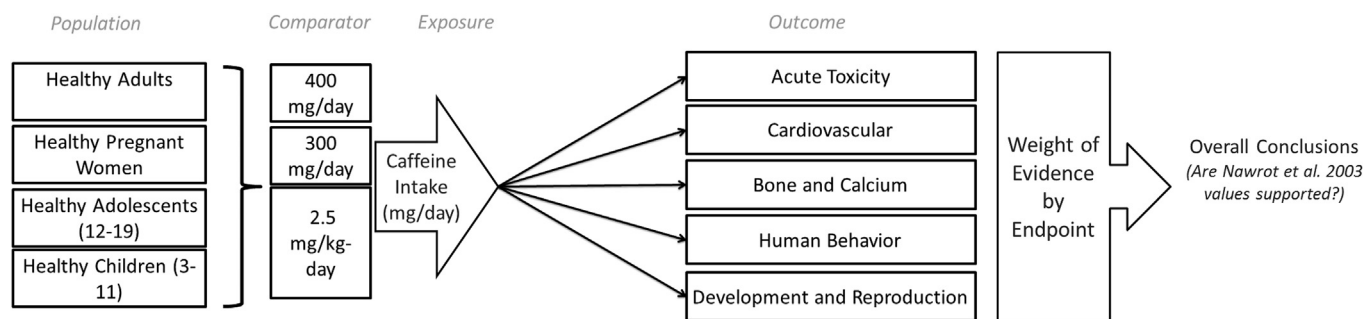 Population
Comparator
Exposure
Outcome
Healthy Adults
Healthy Pregnant
Women
Healthy Adolescents
(12-19)
Healthy Children (3-
11)
400
mg/day
300
mg/day
2.5
mg/kg-
day
Caffeine
Intake
(mg/day)
Acute Toxicity
Cardiovascular
Bone and Calcium
Human Behavior
Development and Reproduction
Weight of
Evidence
by
Endpoint
Overall Conclusions
(Are Nawrot et al. 2003
values supported?)